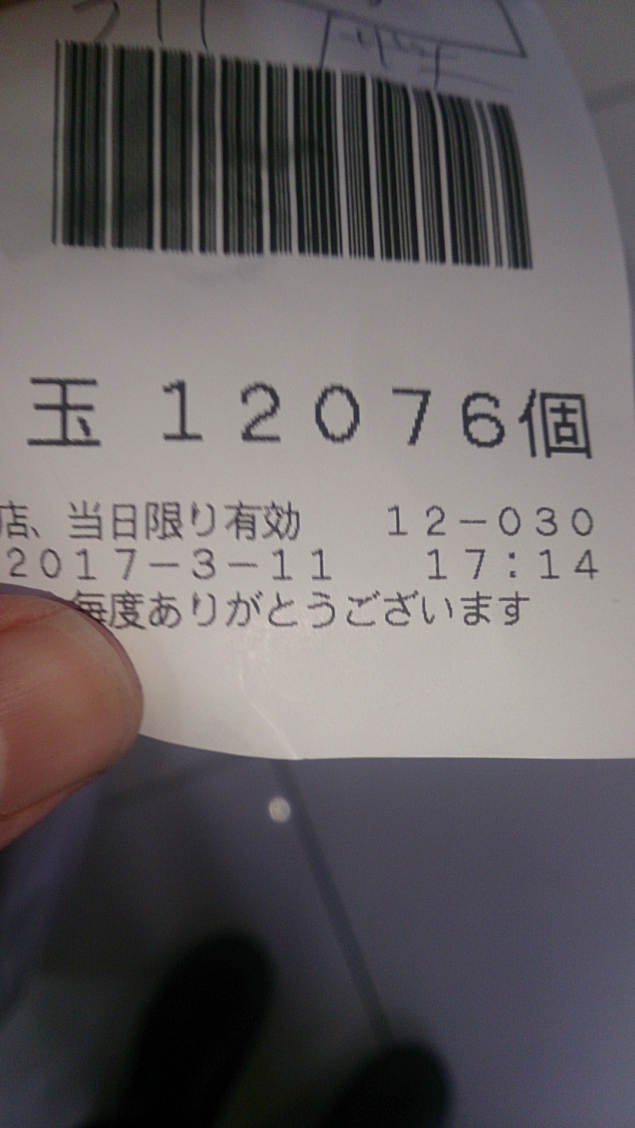 玉 12076個
店、当日限り有効 12-030
2017-3-11 17:14
毎度ありがとうございます